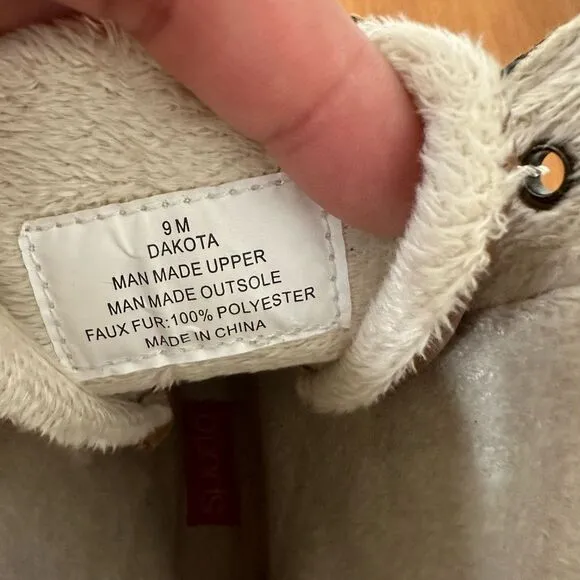 9 M
DAKOTA
MAN MADE UPPER
MAN MADE OUTSOLE
FAUX FUR:100% POLYESTER
MADE IN CHINA